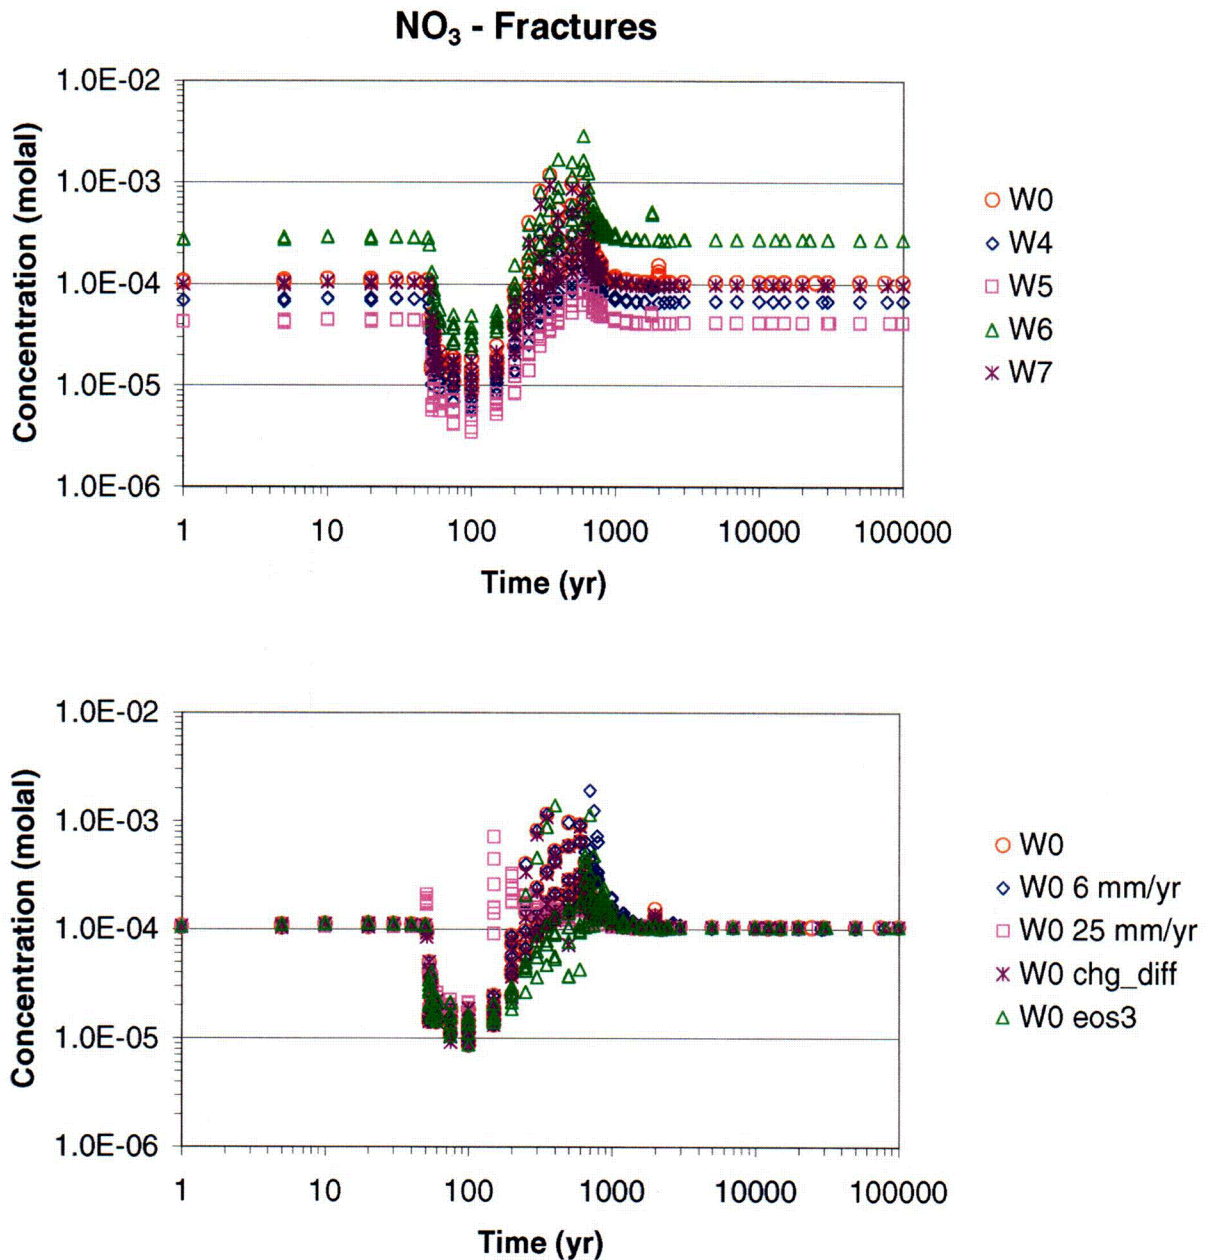 NO3 - Fractures
1.0E-02
1.0E-03
1.0E-04
1.0E-05
1.0E-06
Concentration (molal)
1 10 100 1000 10000 100000
Time (yr)
W0
W4
W5
W6
W7
1.0E-02
1.0E-03
1.0E-04
1.0E-05
1.0E-06
Concentration (molal)
1 10 100 1000 10000 100000
Time (yr)
W0
W0 6 mm/yr
W0 25 mm/yr
W0 chg_diff
W0 eos3